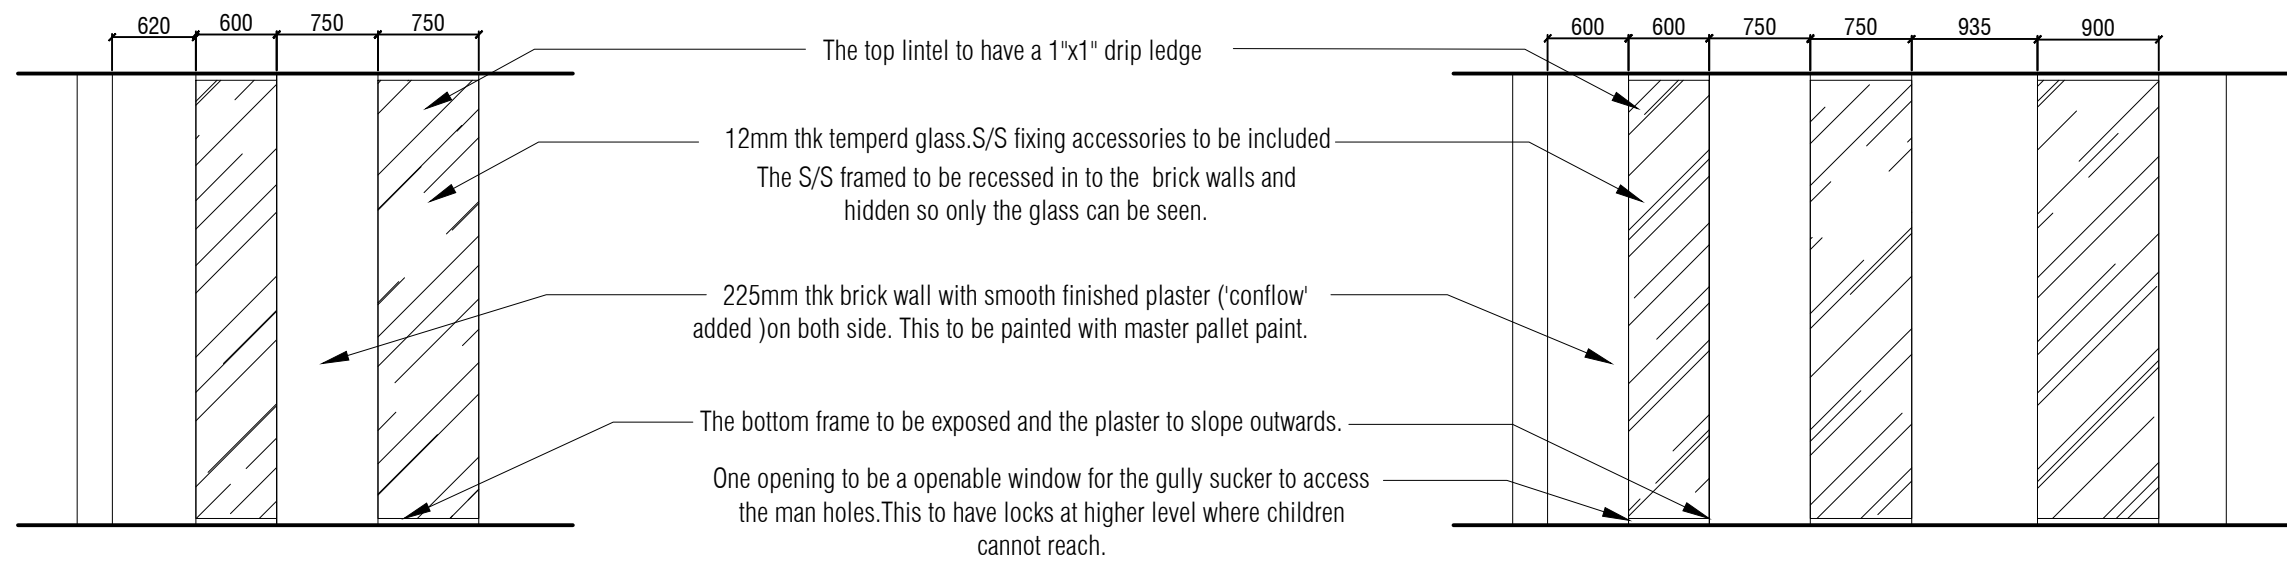 620 600 750 750
600 600 750 750 935 900
The top lintel to have a 1"x1" drip ledge
12mm thk temperd glass.S/S fixing accessories to be included
The S/S framed to be recessed in to the brick walls and
hidden so only the glass can be seen.
225mm thk brick wall with smooth finished plaster ('conflow'
added )on both side. This to be painted with master pallet paint.
The bottom frame to be exposed and the plaster to slope outwards.
One opening to be a openable window for the gully sucker to access
the man holes.This to have locks at higher level where children
cannot reach.